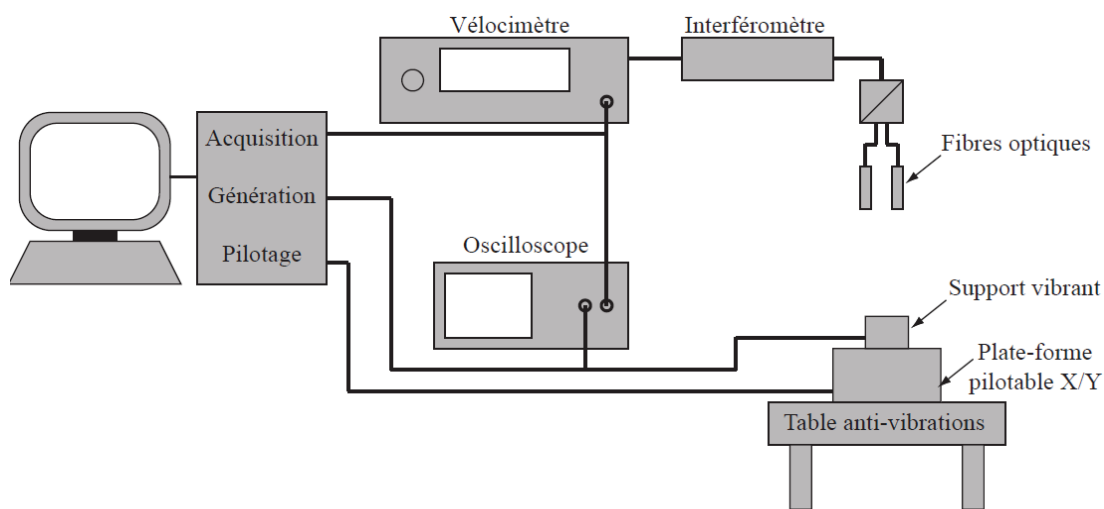 Vélocimètre
Interféromètre
Acquisition
Génération
Pilotage
Fibres optiques
Oscilloscope
Support vibrant
Plate-forme
pilotable X/Y
Table anti-vibrations